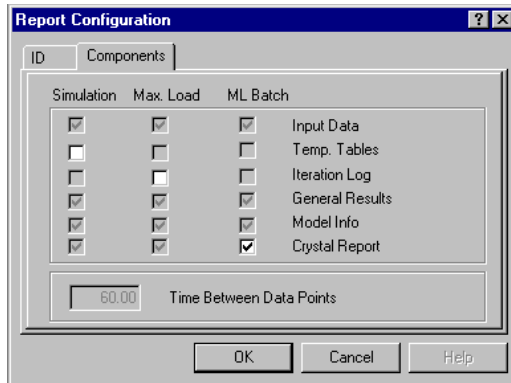 Report Configuration
ID Components
Simulation Max. Load ML Batch
Input Data
Temp. Tables
Iteration Log
General Results
Model Info
Crystal Report
60.00 Time Between Data Points
OK Cancel Help